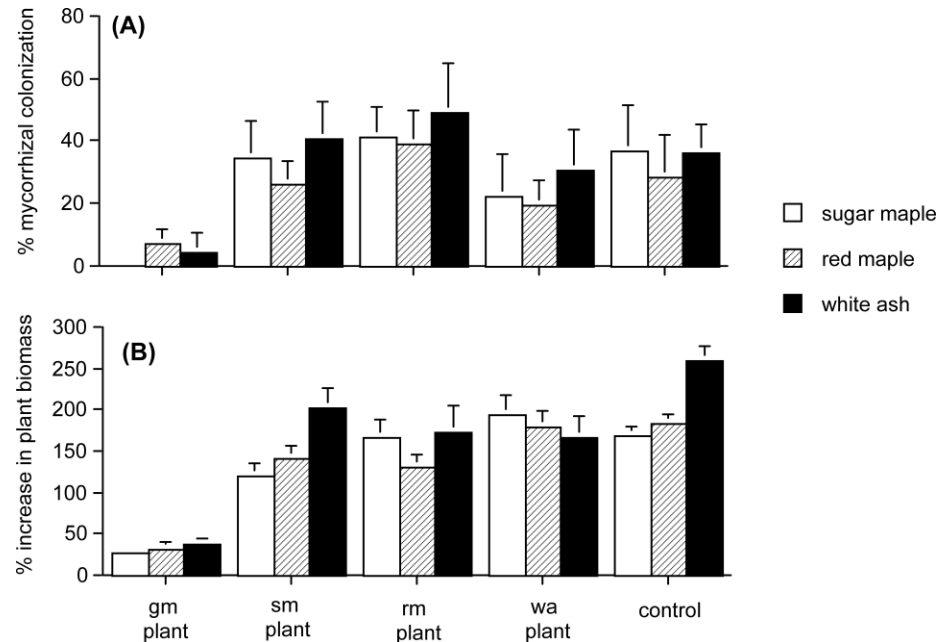 (A)
% mycorrhizal colonization
80
60
40
20
0
sugar maple
red maple
white ash
(B)
% increase in plant biomass
300
250
200
150
100
50
0
gm plant
sm plant
rm plant
wa plant
control